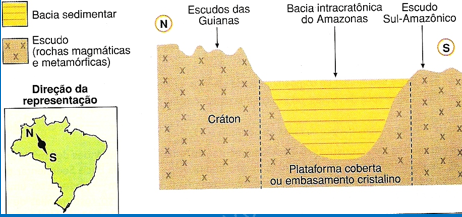 Bacia sedimentar
Escudo
(rochas magmáticas
e metamórficas)
Direção da
representação
N
S
N
Escudos das
Guianas
Bacia intracratônica
do Amazonas
Escudo
Sul-Amazônico
S
Cráton
Plataforma coberta
ou embasamento cristalino